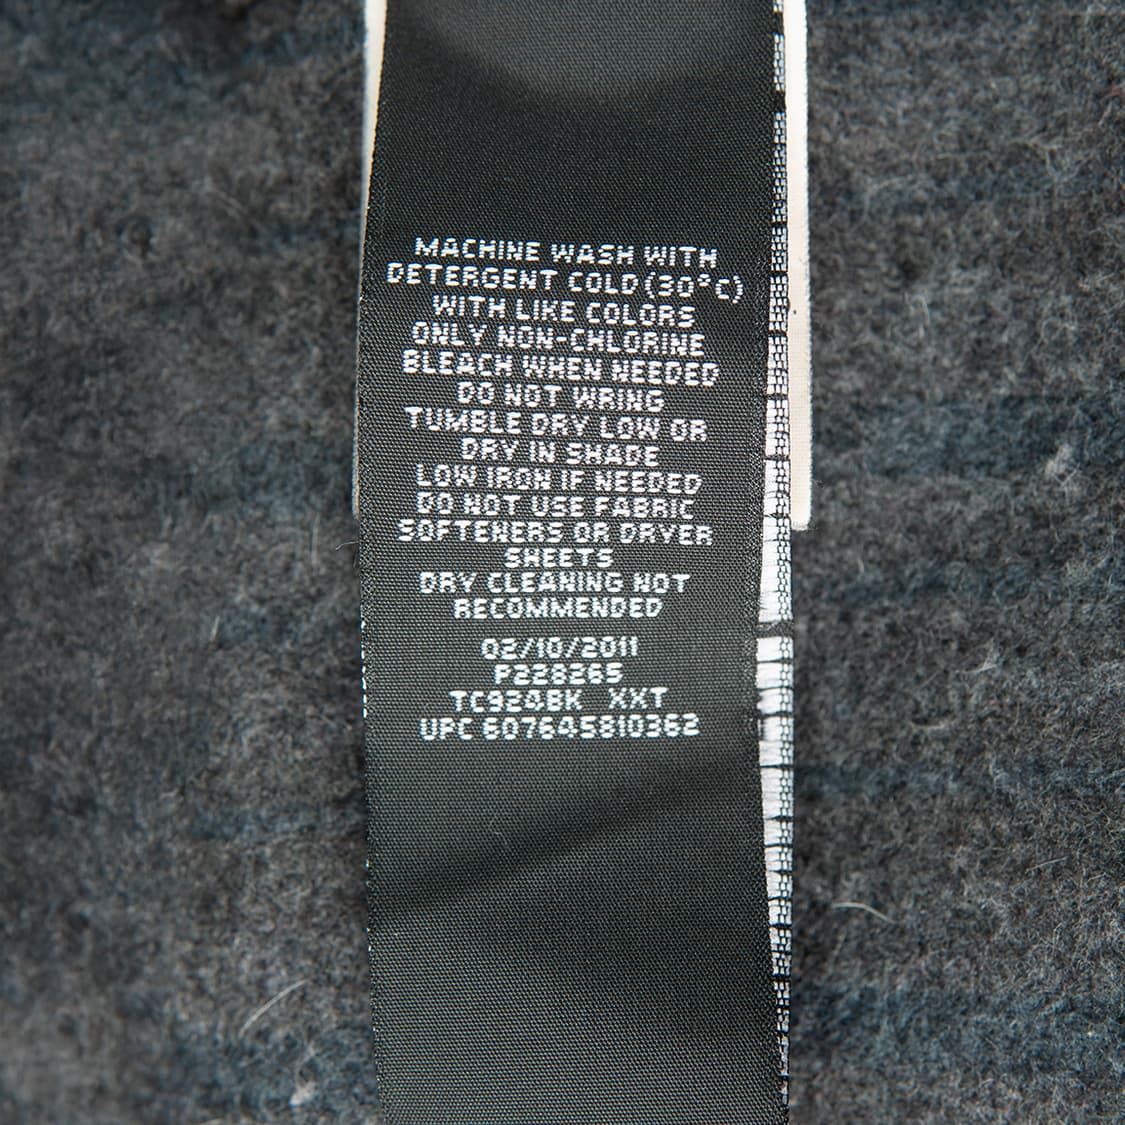 MACHINE WASH WITH
DETERGENT COLD (30°C)
WITH LIKE COLORS
ONLY NON-CHLORINE
BLEACH WHEN NEEDED
DO NOT WRING
TUMBLE DRY LOW OR
DRY IN SHADE
LOW IRON IF NEEDED
DO NOT USE FABRIC
SOFTENERS OR DRYER
SHEETS
DRY CLEANING NOT
RECOMMENDED
02/10/2011
P228265
TC924BK XXT
UPC 607645810362